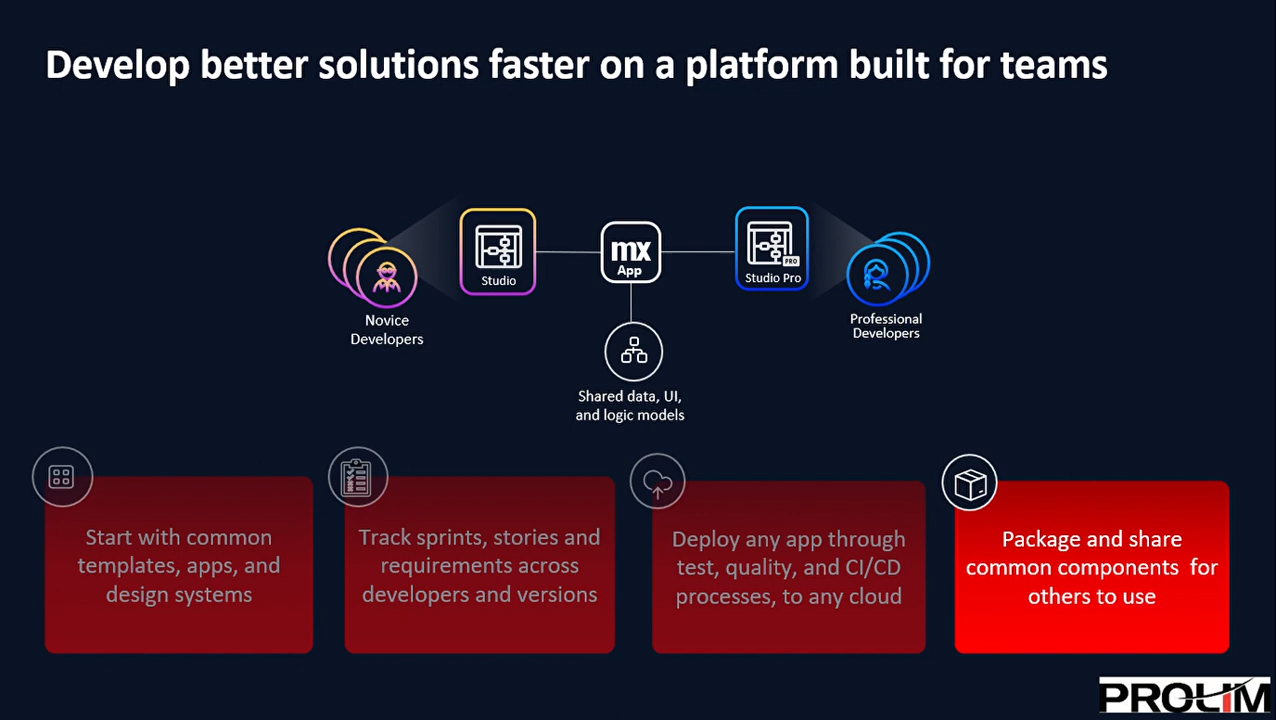 Develop better solutions faster on a platform built for teams
Studio
mx
App
PRO
Studio Pro
Novice
Developers
Professional
Developers
Shared data, UI,
and logic models
Start with common
templates, apps, and
design systems
Track sprints, stories and
requirements across
developers and versions
Deploy any app through
test, quality, and CI/CD
processes, to any cloud
Package and share
common components for
others to use
PROLIM